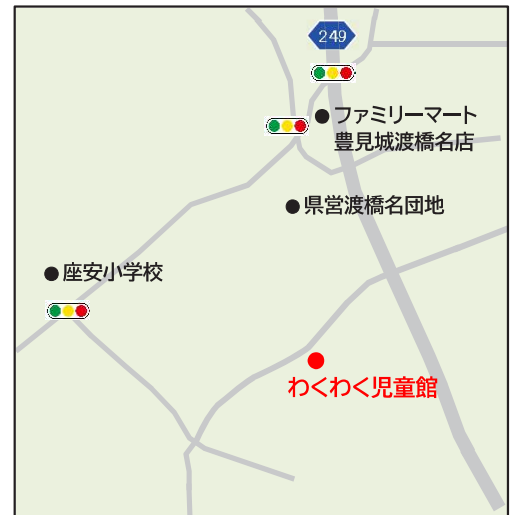 249
ファミリーマート
豊見城渡橋名店
県営渡橋名団地
座安小学校
わくわく児童館